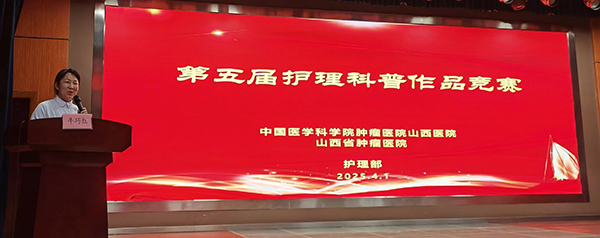 第五届护理科普作品竞赛
中国医学科学院肿瘤医院山西医院
山西省肿瘤医院
护理部
2025.4.1